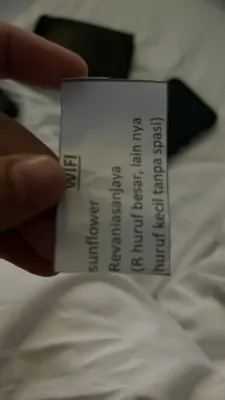 WIFI
sunflower
Revaniasanjaya
(R huruf besar, lain nya
huruf kecil tanpa spasi)